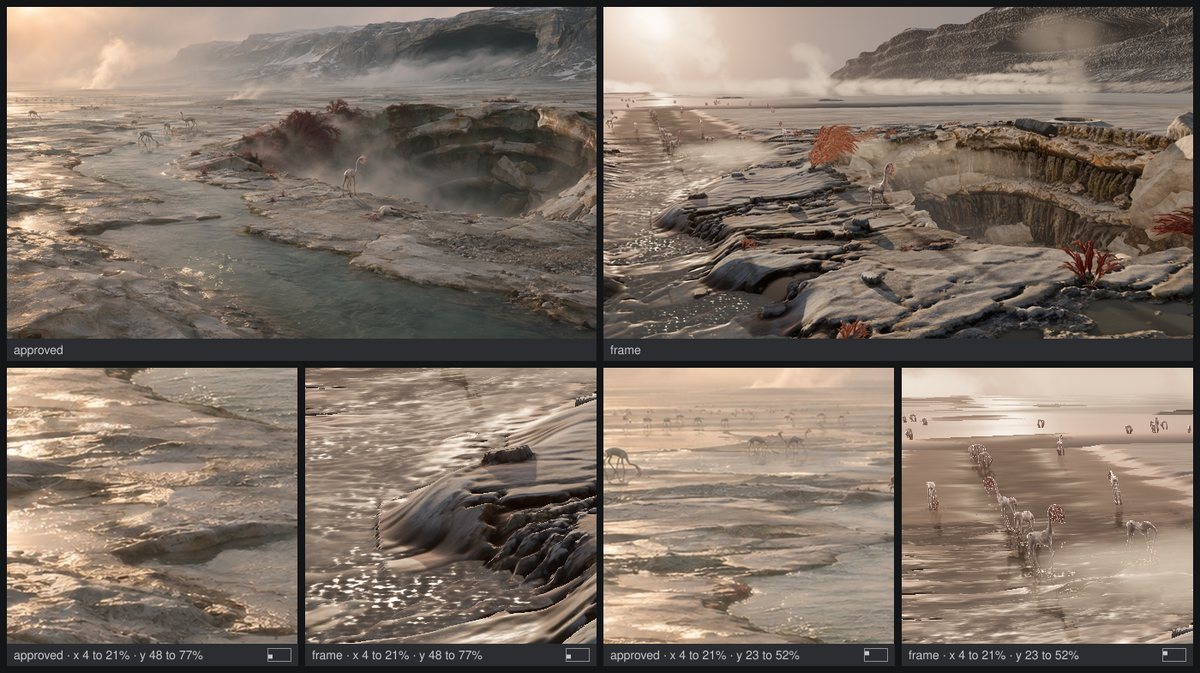 approved
frame
approved · x 4 to 21% · y 48 to 77%
frame · x 4 to 21% · y 48 to 77%
approved · x 4 to 21% · y 23 to 52%
frame · x 4 to 21% · y 23 to 52%